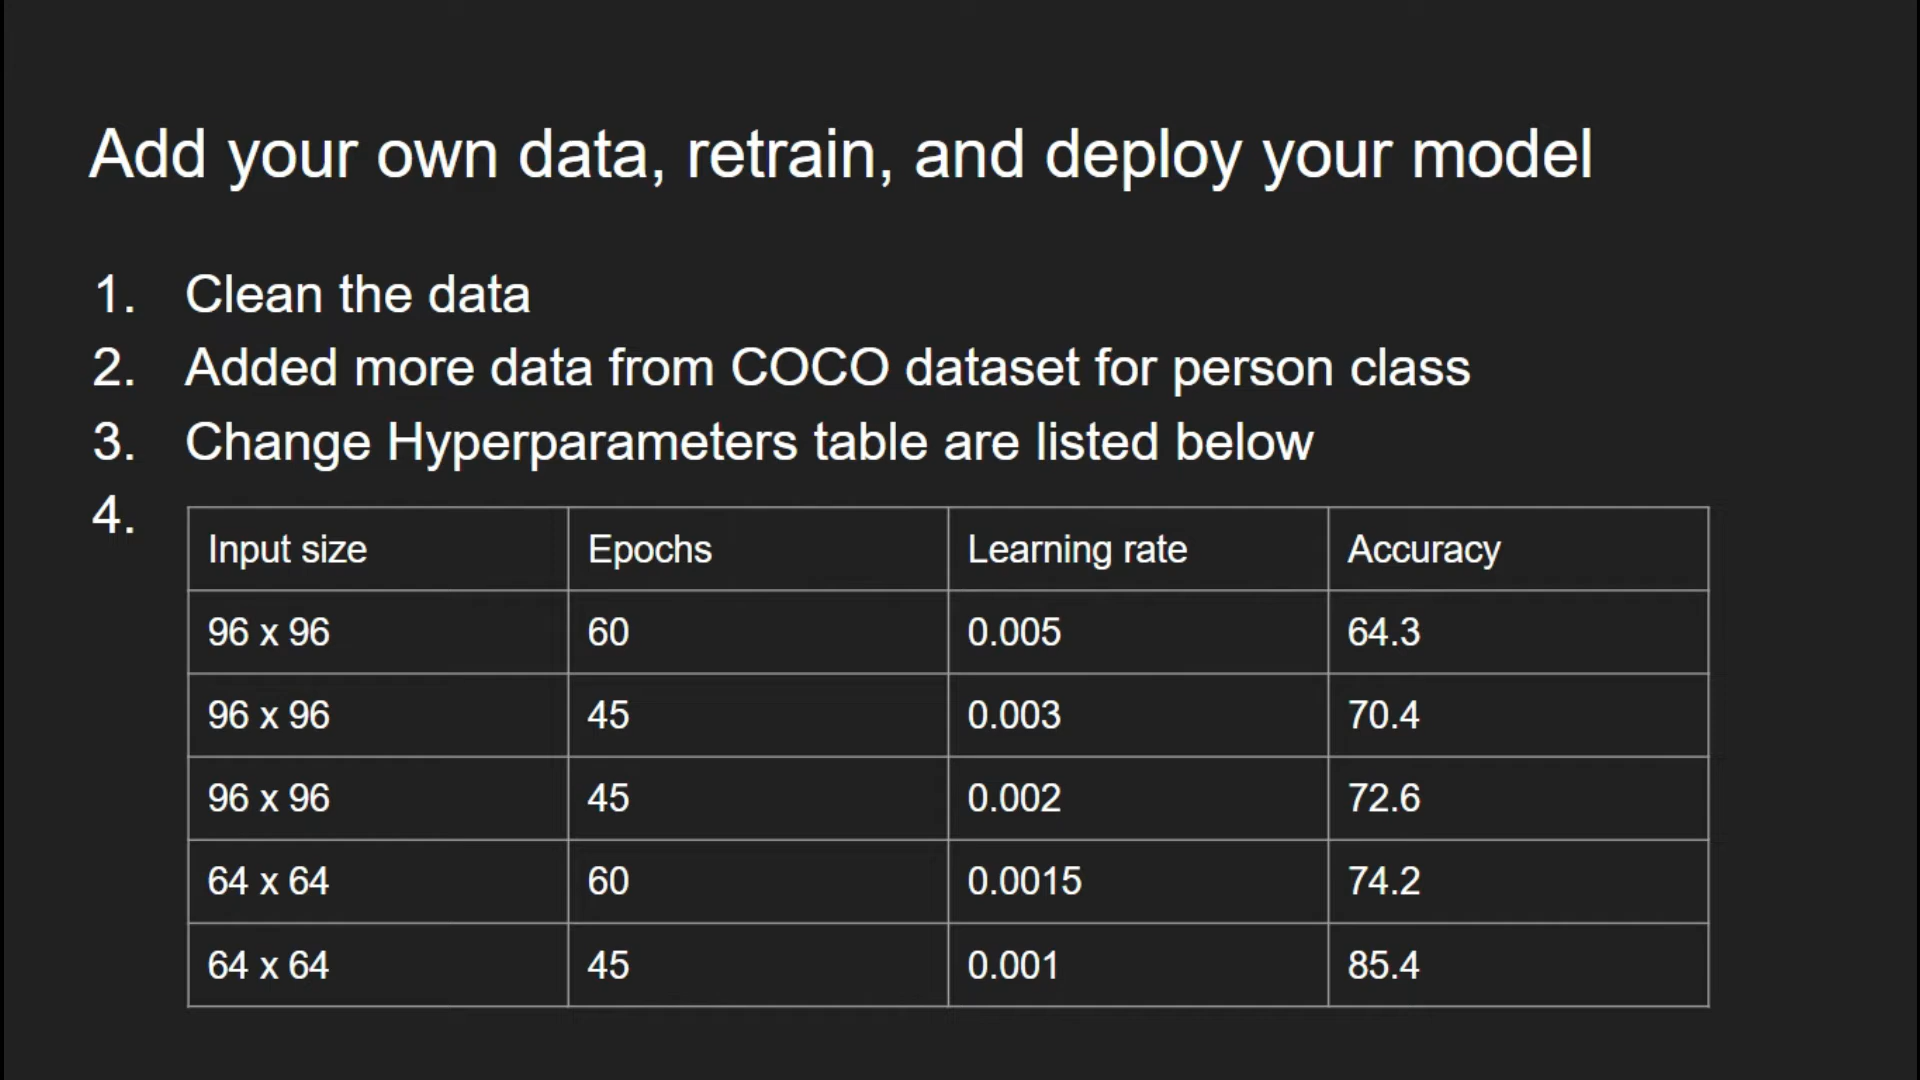 Add your own data, retrain, and deploy your model
1. Clean the data
2. Added more data from COCO dataset for person class
3. Change Hyperparameters table are listed below
4.
Input size Epochs Learning rate Accuracy
96 x 96 60 0.005 64.3
96 x 96 45 0.003 70.4
96 x 96 45 0.002 72.6
64 x 64 60 0.0015 74.2
64 x 64 45 0.001 85.4